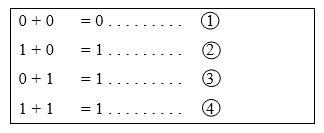 0 + 0 = 0 . . . . . . . . . ①
1 + 0 = 1 . . . . . . . . . ②
0 + 1 = 1 . . . . . . . . . ③
1 + 1 = 1 . . . . . . . . . ④